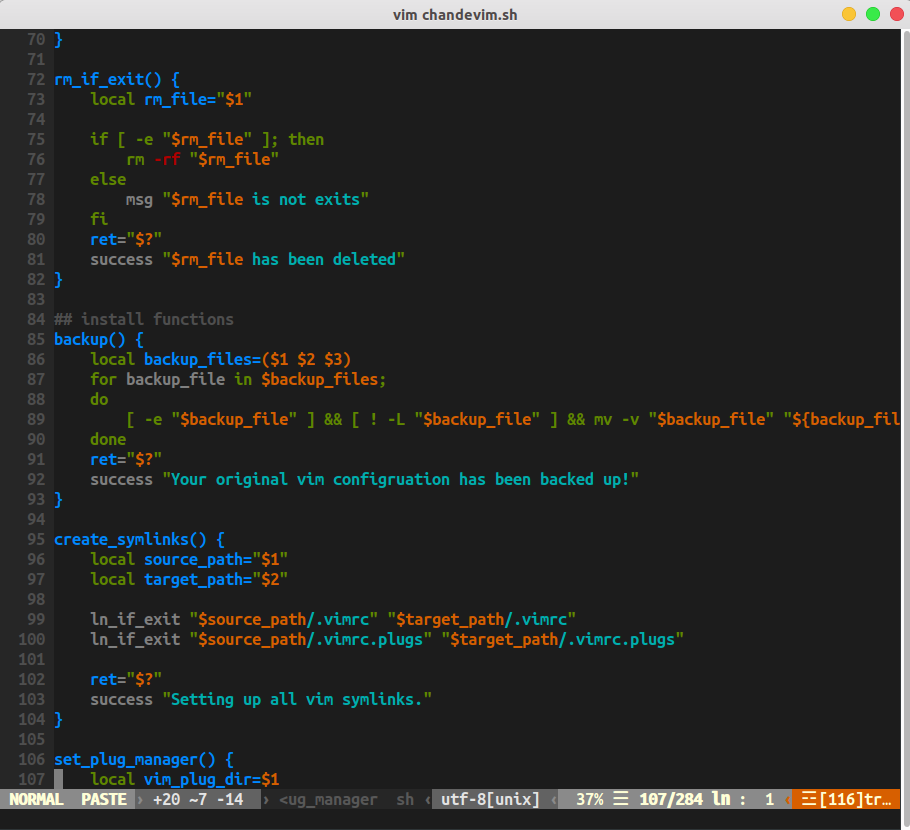 vim chandevim.sh
70 }
71
72 rm_if_exit() {
73     local rm_file="$1"
74
75     if [ -e "$rm_file" ]; then
76         rm -rf "$rm_file"
77     else
78         msg "$rm_file is not exits"
79     fi
80     ret="$?"
81     success "$rm_file has been deleted"
82 }
83
84 ## install functions
85 backup() {
86     local backup_files=($1 $2 $3)
87     for backup_file in $backup_files;
88     do
89         [ -e "$backup_file" ] && [ ! -L "$backup_file" ] && mv -v "$backup_file" "${backup_fil
90     done
91     ret="$?"
92     success "Your original vim configruation has been backed up!"
93 }
94
95 create_symlinks() {
96     local source_path="$1"
97     local target_path="$2"
98
99     ln_if_exit "$source_path/.vimrc" "$target_path/.vimrc"
100     ln_if_exit "$source_path/.vimrc.plugs" "$target_path/.vimrc.plugs"
101
102     ret="$?"
103     success "Setting up all vim symlinks."
104 }
105
106 set_plug_manager() {
107     local vim_plug_dir=$1
NORMAL PASTE › +20 ~7 -14 › <ug_manager sh ‹ utf-8[unix] ‹ 37% ☰ 107/284 ln : 1 ‹ ☲[116]tr…